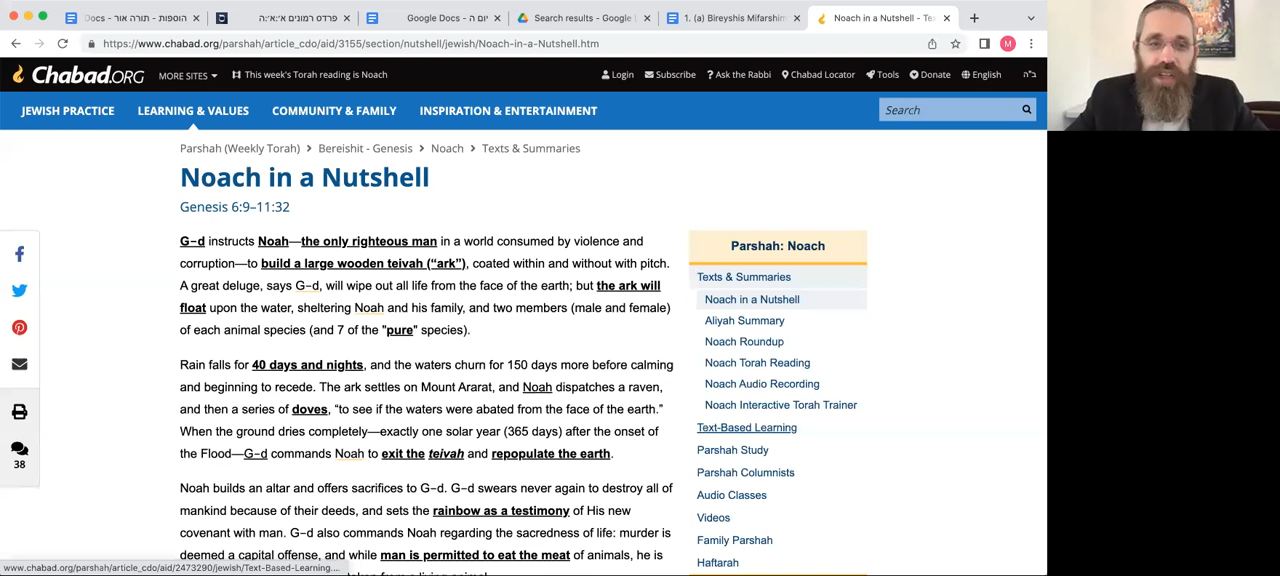 Docs - הוספות - תורה אור
פרדס רמונים א׳:א׳:ה
Google Docs - יום ה
Search results - Google
1. (a) Bireyshis Mifarshim
Noach in a Nutshell - Te
https://www.chabad.org/parshah/article_cdo/aid/3155/section/nutshell/jewish/Noach-in-a-Nutshell.htm
M
Chabad.ORG MORE SITES This week's Torah reading is Noach Login Subscribe Ask the Rabbi Chabad Locator Tools Donate English ב"ה
JEWISH PRACTICE LEARNING & VALUES COMMUNITY & FAMILY INSPIRATION & ENTERTAINMENT Search
Parshah (Weekly Torah) > Bereishit - Genesis > Noach > Texts & Summaries
Noach in a Nutshell
Genesis 6:9–11:32
G-d instructs Noah—the only righteous man in a world consumed by violence and
corruption—to build a large wooden teivah (“ark”), coated within and without with pitch.
A great deluge, says G-d, will wipe out all life from the face of the earth; but the ark will
float upon the water, sheltering Noah and his family, and two members (male and female)
of each animal species (and 7 of the "pure" species).
Rain falls for 40 days and nights, and the waters churn for 150 days more before calming
and beginning to recede. The ark settles on Mount Ararat, and Noah dispatches a raven,
and then a series of doves, “to see if the waters were abated from the face of the earth.”
When the ground dries completely—exactly one solar year (365 days) after the onset of
the Flood—G-d commands Noah to exit the teivah and repopulate the earth.
Noah builds an altar and offers sacrifices to G-d. G-d swears never again to destroy all of
mankind because of their deeds, and sets the rainbow as a testimony of His new
covenant with man. G-d also commands Noah regarding the sacredness of life: murder is
deemed a capital offense, and while man is permitted to eat the meat of animals, he is
Parshah: Noach
Texts & Summaries
Noach in a Nutshell
Aliyah Summary
Noach Roundup
Noach Torah Reading
Noach Audio Recording
Noach Interactive Torah Trainer
Text-Based Learning
Parshah Study
Parshah Columnists
Audio Classes
Videos
Family Parshah
Haftarah
38
www.chabad.org/parshah/article_cdo/aid/2473290/jewish/Text-Based-Learning....